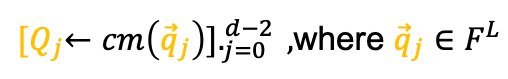 [Q_j← cm(q⃗_j)].^{d−2}_{j=0} ,where q⃗_j ∈ F^L